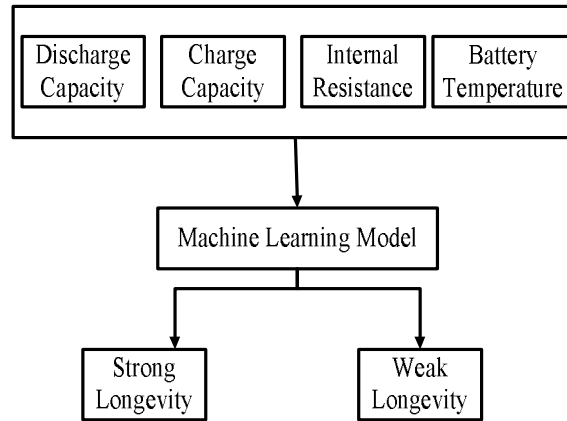 Discharge
Capacity
Charge
Capacity
Internal
Resistance
Battery
Temperature
Machine Learning Model
Strong
Longevity
Weak
Longevity